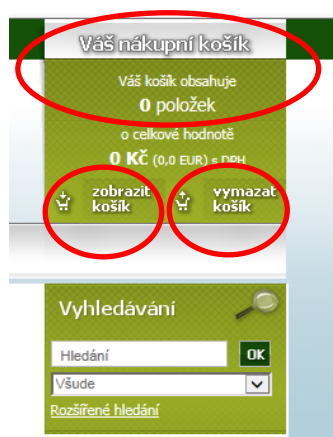 Váš nákupní košík
Váš košík obsahuje
0 položek
o celkové hodnotě
0 Kč (0,0 EUR) s DPH
zobrazit
košík
vymazat
košík
Vyhledávání
Hledání
OK
Všude
Rozšířené hledání